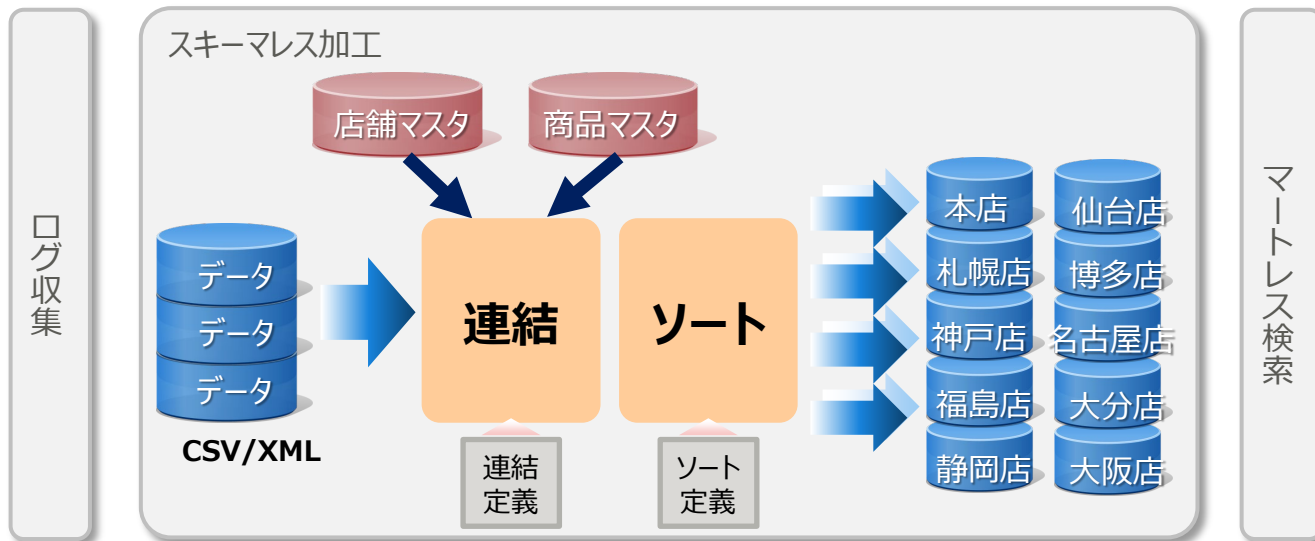 ログ収集
スキーマレス加工
店舗マスタ
商品マスタ
データ
データ
データ
CSV/XML
連結
ソート
連結
定義
ソート
定義
本店
仙台店
札幌店
博多店
神戸店
名古屋店
福島店
大分店
静岡店
大阪店
マートレス検索